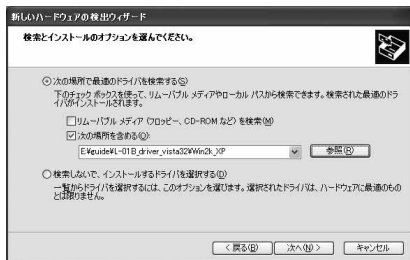 新しいハードウェアの検出ウィザード
検索とインストールのオプションを選んでください。
次の場所で最適のドライバを検索する(S)
下のチェック ボックスを使って、リムーバブル メディアやローカル パスから検索できます。検索された最適のドラ
イバがインストールされます。
リムーバブル メディア (フロッピー、CD-ROM など) を検索(M)
次の場所を含める(O):
E:¥guide¥L-01B_driver_vista32¥Win2k_XP
参照(R)
検索しないで、インストールするドライバを選択する(D)
一覧からドライバを選択するには、このオプションを選びます。選択されたドライバは、ハードウェアに最適のもの
とは限りません。
< 戻る(B)
次へ(N) >
キャンセル